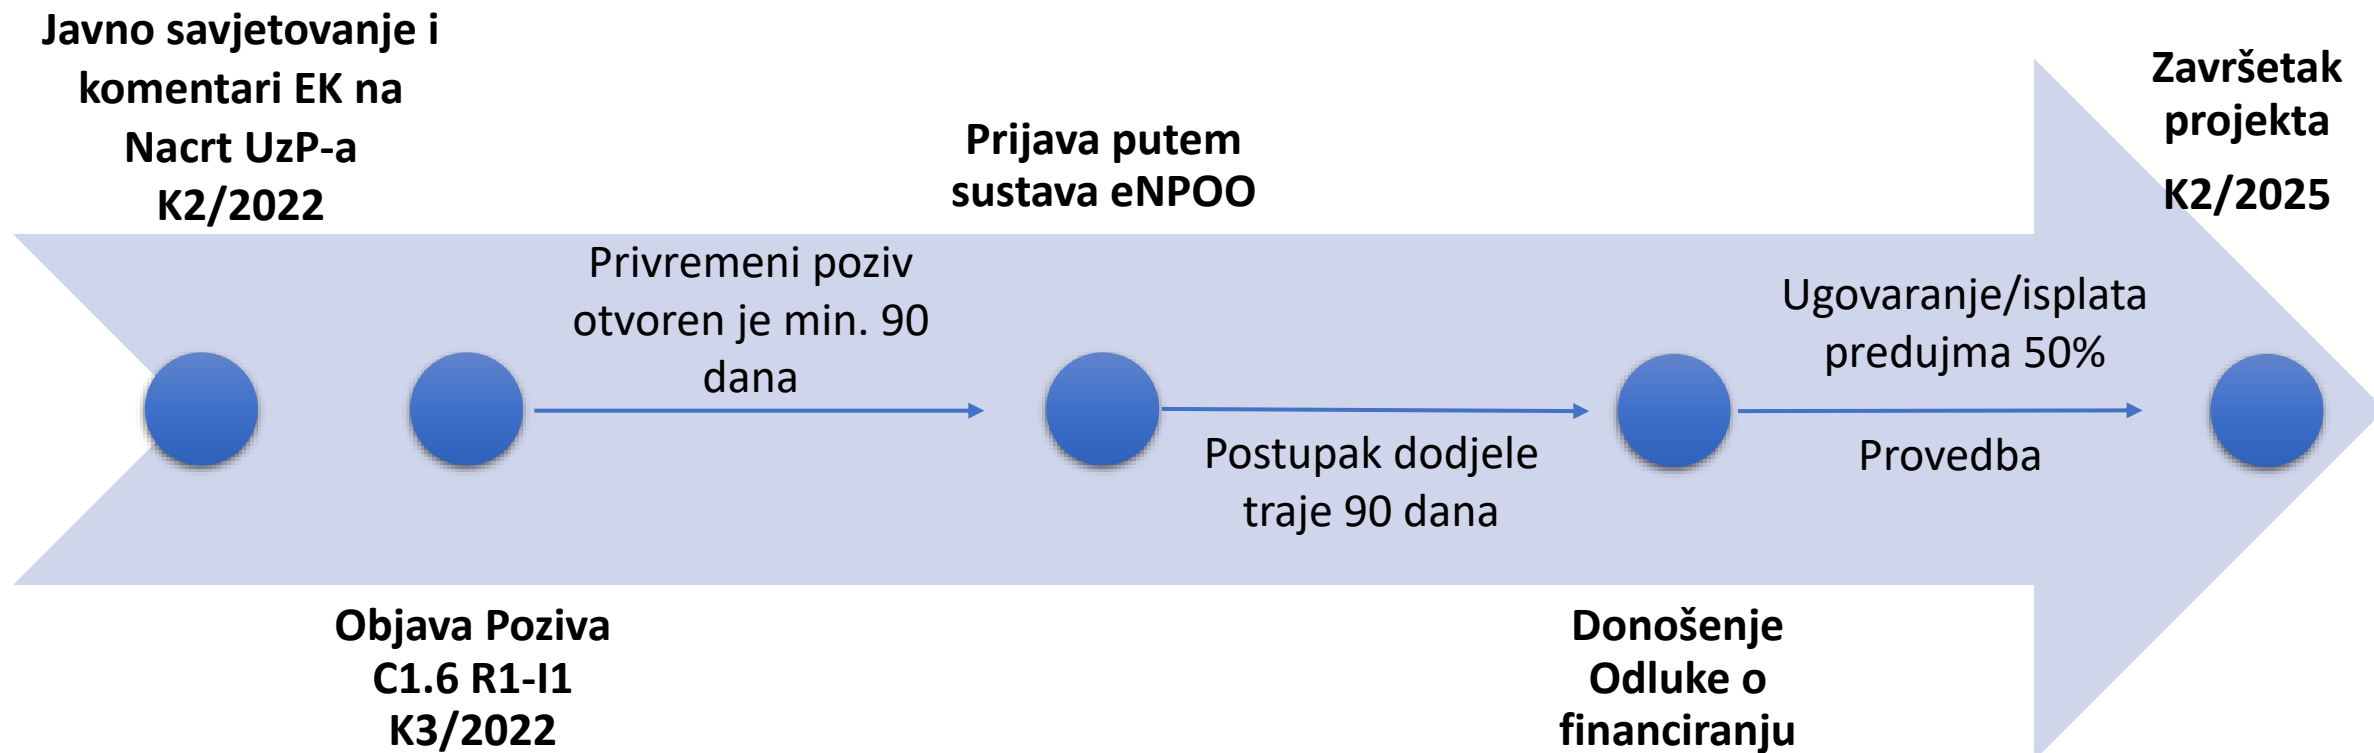 Javno savjetovanje i
komentari EK na
Nacrt UzP-a
K2/2022
Objava Poziva
C1.6 R1-I1
K3/2022
Privremeni poziv
otvoren je min. 90
dana
Prijava putem
sustava eNPOO
Postupak dodjele
traje 90 dana
Donošenje
Odluke o
financiranju
Ugovaranje/isplata
predujma 50%
Provedba
Završetak
projekta
K2/2025